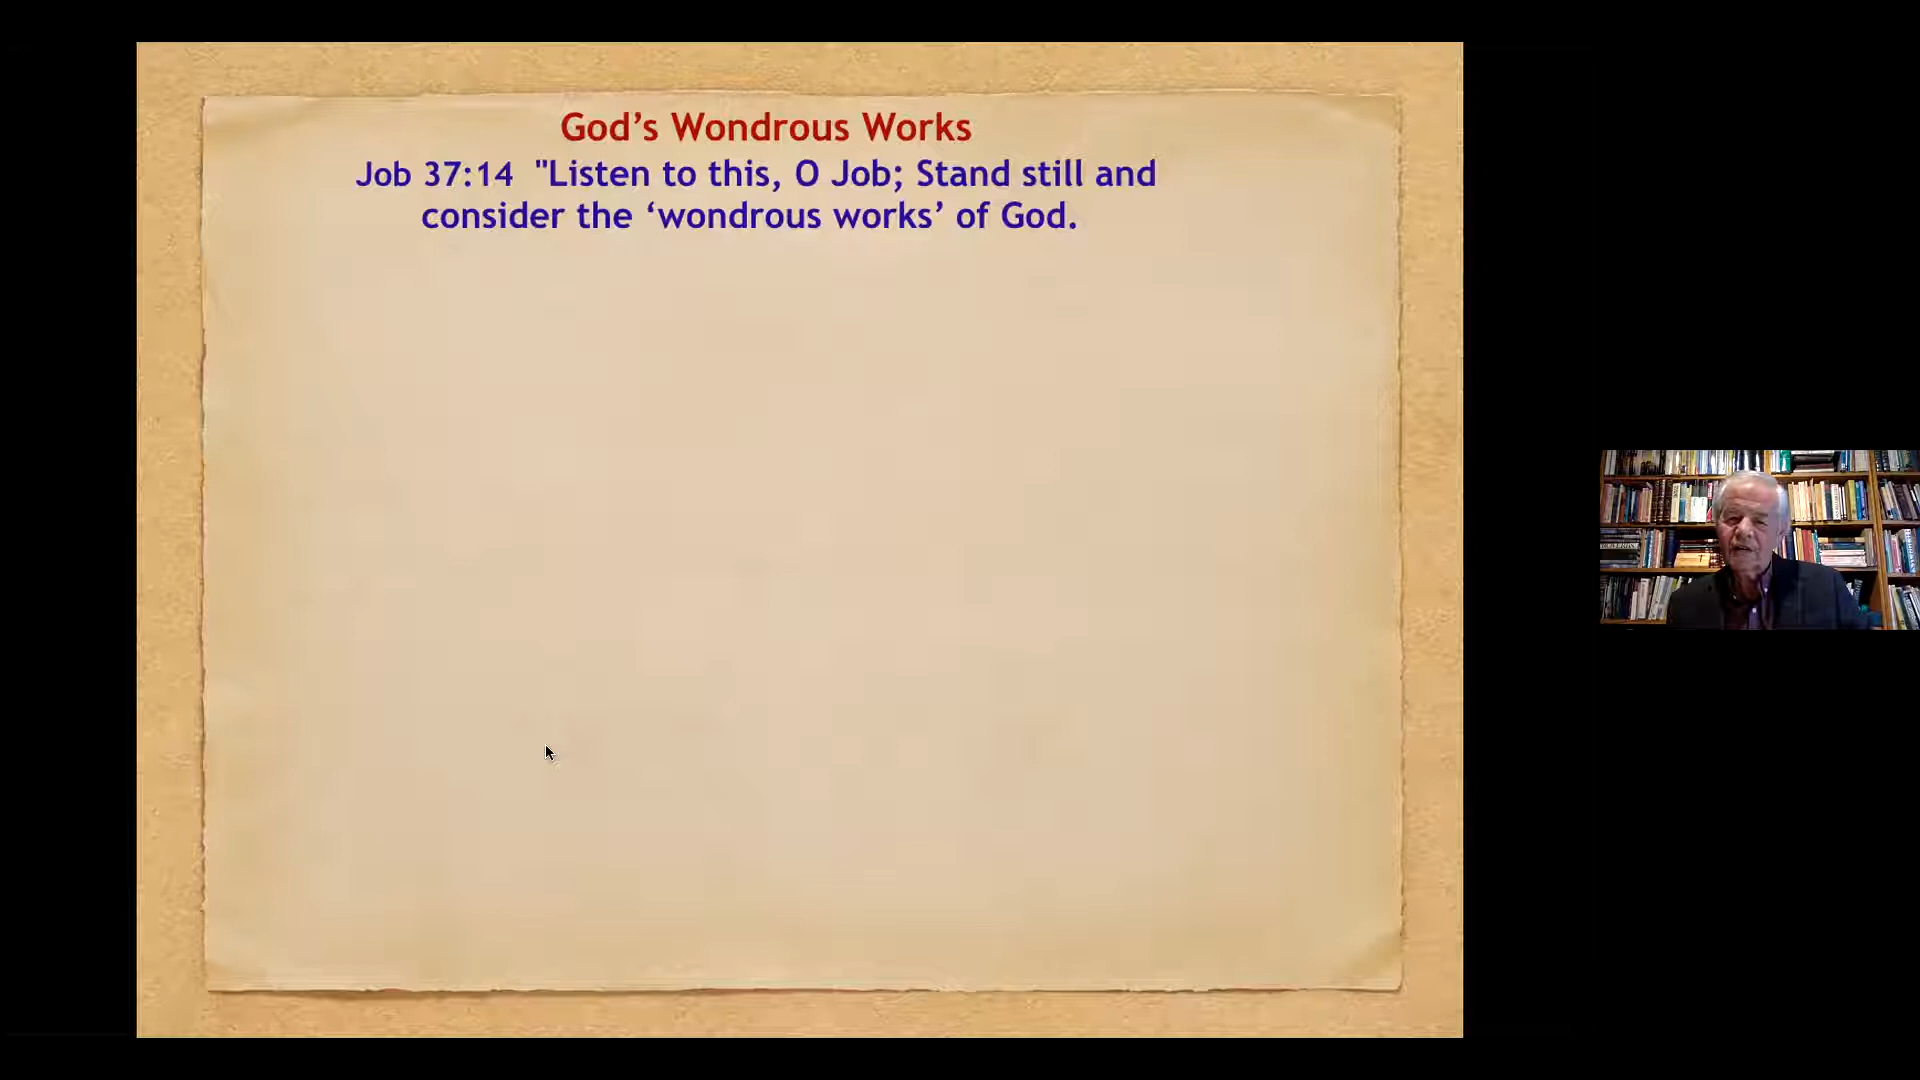 God’s Wondrous Works
Job 37:14 "Listen to this, O Job; Stand still and
consider the ‘wondrous works’ of God.